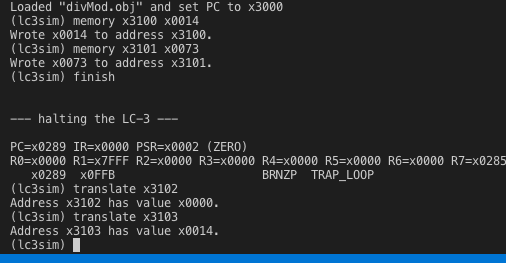 Loaded "divMod.obj" and set PC to x3000
(lc3sim) memory x3100 x0014
Wrote x0014 to address x3100.
(lc3sim) memory x3101 x0073
Wrote x0073 to address x3101.
(lc3sim) finish
--- halting the LC-3 ---
PC=x0289 IR=x0000 PSR=x0002 (ZERO)
R0=x0000 R1=x7FFF R2=x0000 R3=x0000 R4=x0000 R5=x0000 R6=x0000 R7=x0285
x0289 x0FFB BRNZP TRAP_LOOP
(lc3sim) translate x3102
Address x3102 has value x0000.
(lc3sim) translate x3103
Address x3103 has value x0014.
(lc3sim)